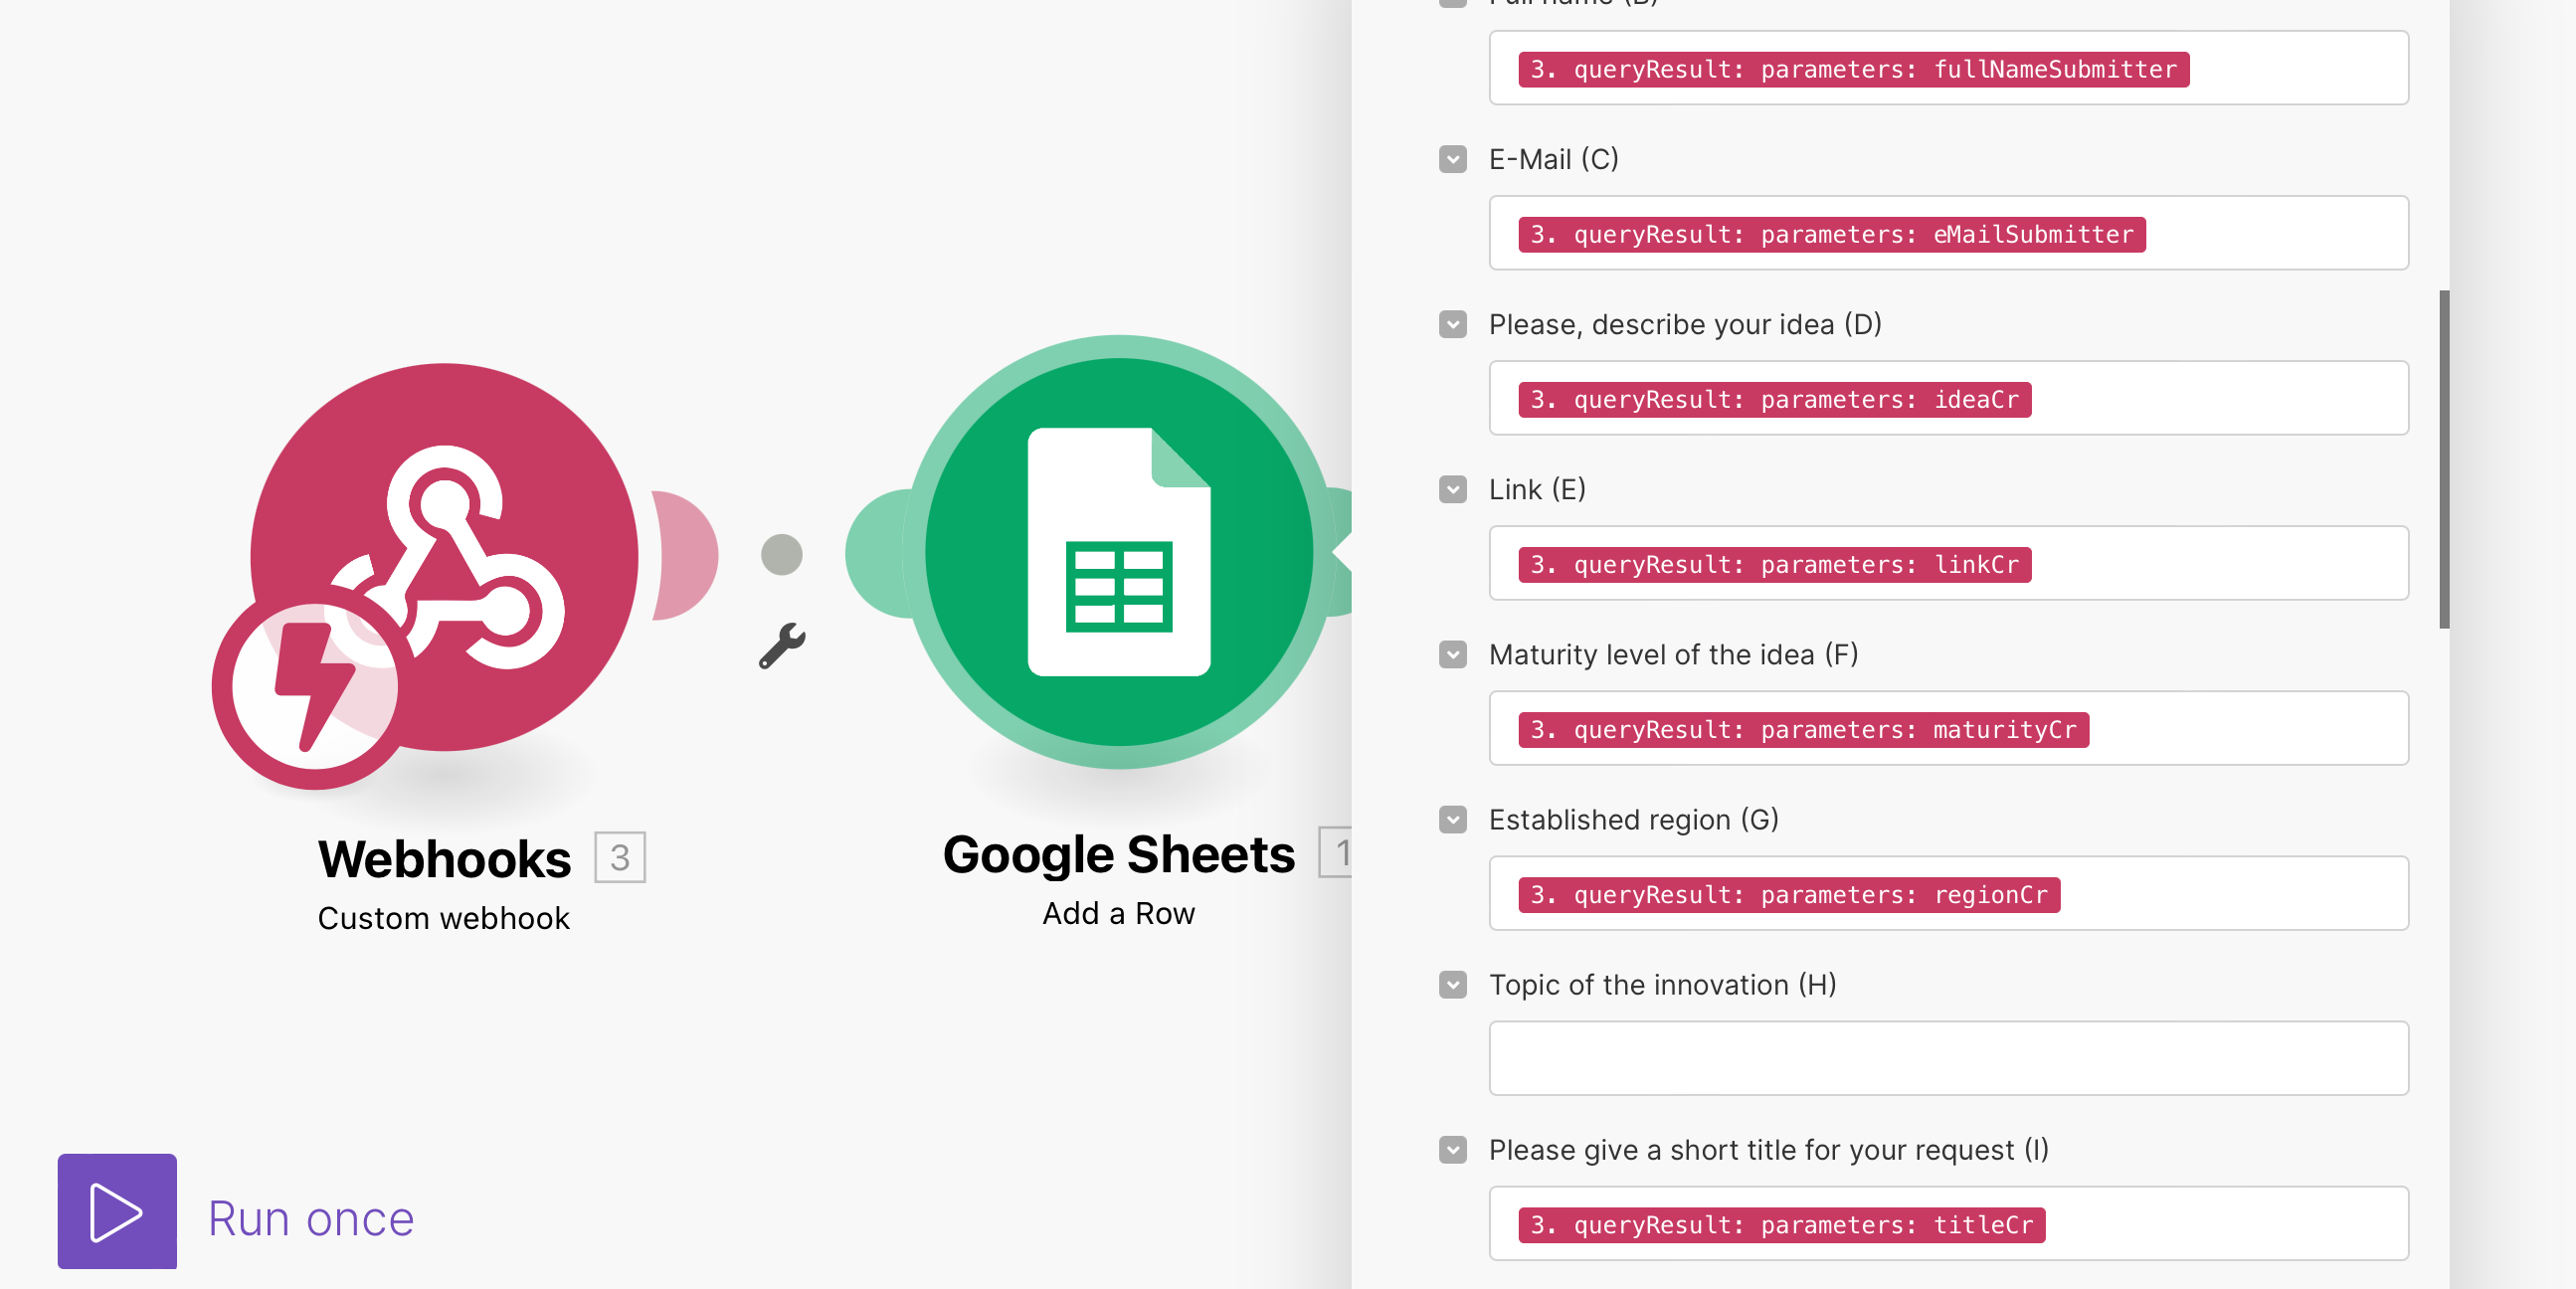 Webhooks 3
Custom webhook
Google Sheets 1
Add a Row
Run once
Full name (B)
3. queryResult: parameters: fullNameSubmitter
E-Mail (C)
3. queryResult: parameters: eMailSubmitter
Please, describe your idea (D)
3. queryResult: parameters: ideaCr
Link (E)
3. queryResult: parameters: linkCr
Maturity level of the idea (F)
3. queryResult: parameters: maturityCr
Established region (G)
3. queryResult: parameters: regionCr
Topic of the innovation (H)
Please give a short title for your request (I)
3. queryResult: parameters: titleCr